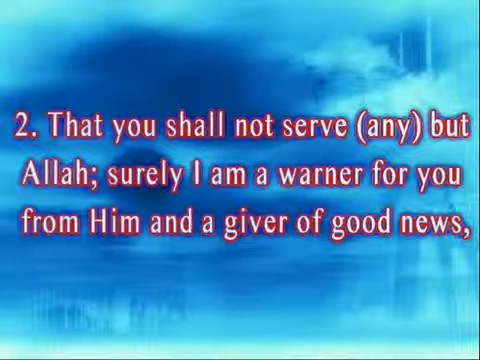 2. That you shall not serve (any) but
Allah; surely I am a warner for you
from Him and a giver of good news,